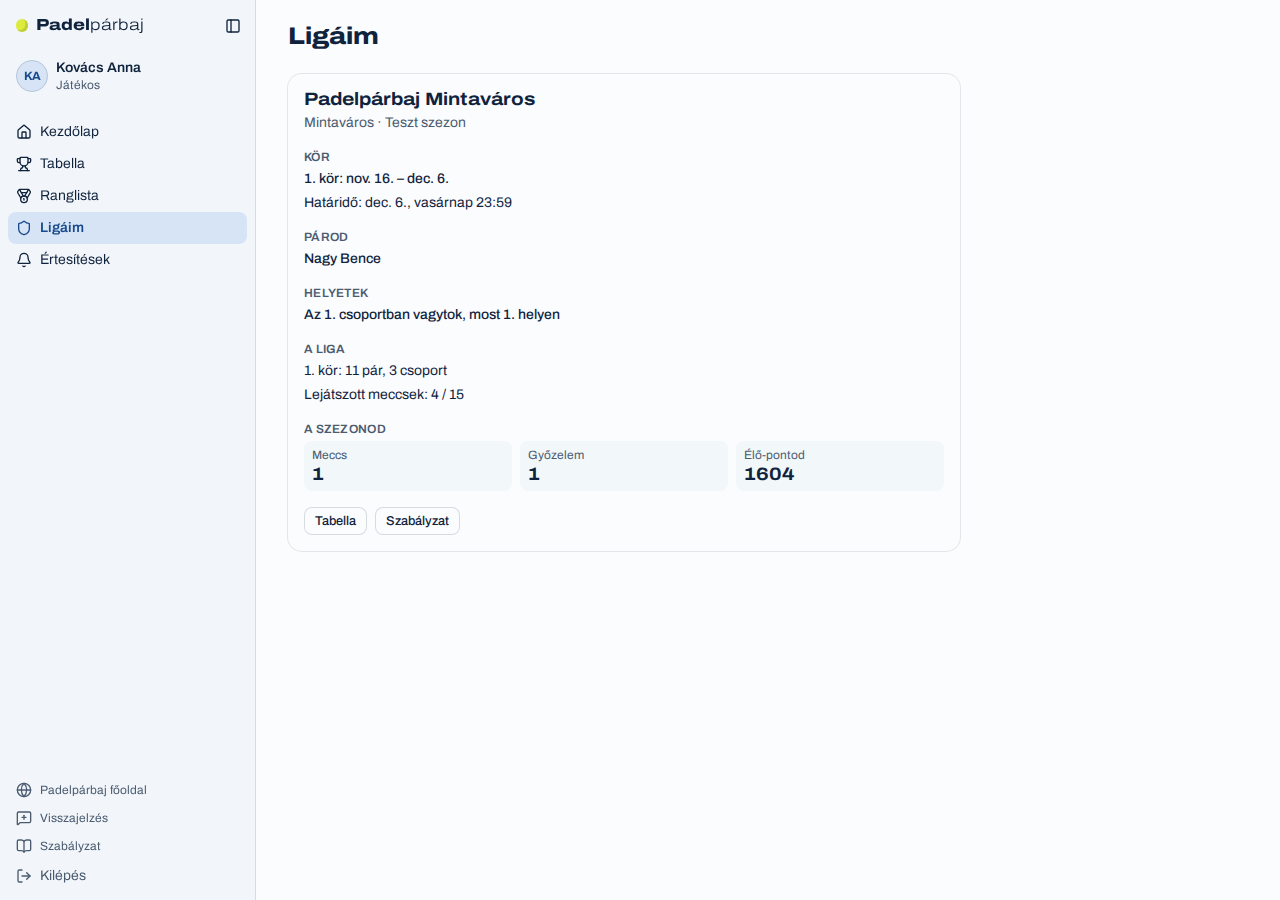 Padelpárbaj
KA
Kovács Anna
Játékos
Kezdőlap
Tabella
Ranglista
Ligáim
Értesítések
Padelpárbaj főoldal
Visszajelzés
Szabályzat
Kilépés
Ligáim
Padelpárbaj Mintaváros
Mintaváros · Teszt szezon
KÖR
1. kör: nov. 16. – dec. 6.
Határidő: dec. 6., vasárnap 23:59
PÁROD
Nagy Bence
HELYETEK
Az 1. csoportban vagytok, most 1. helyen
A LIGA
1. kör: 11 pár, 3 csoport
Lejátszott meccsek: 4 / 15
A SZEZONOD
Meccs Győzelem Élő-pontod
1 1 1604
Tabella Szabályzat